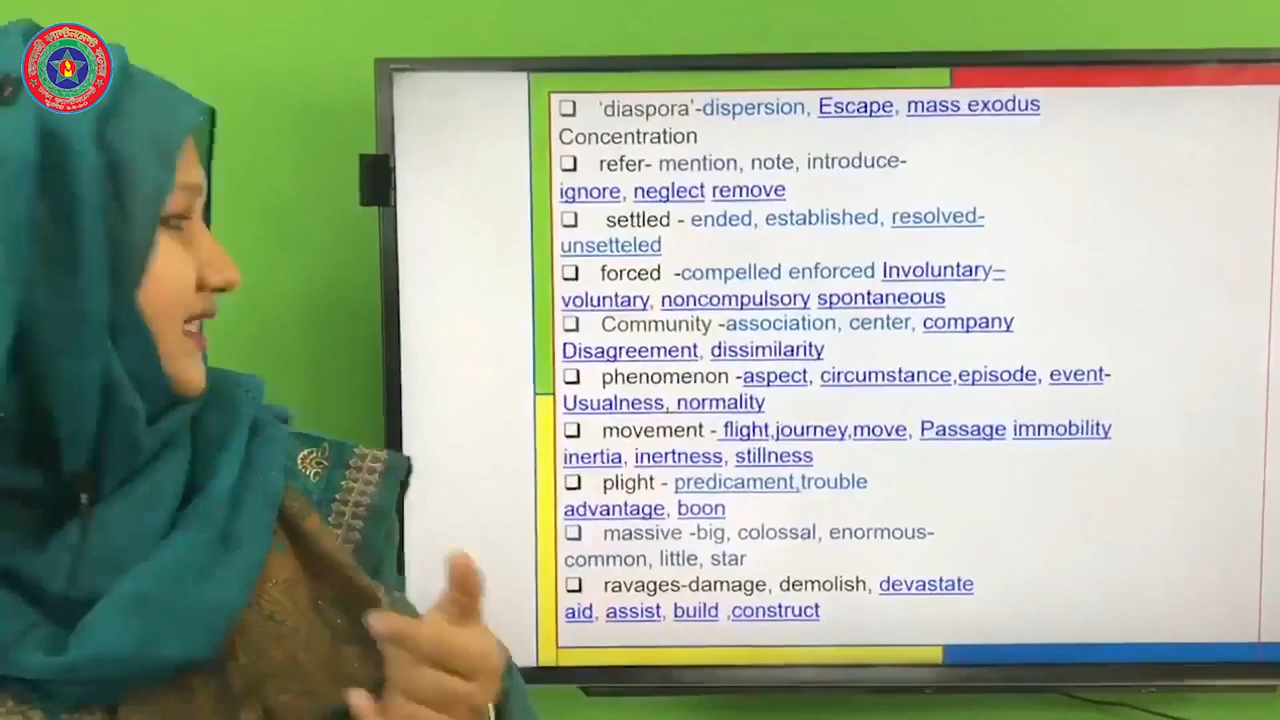 ❑ 'diaspora'-dispersion, Escape, mass exodus
Concentration
❑ refer- mention, note, introduce-
ignore, neglect remove
❑ settled - ended, established, resolved-
unsetteled
❑ forced -compelled enforced Involuntary–
voluntary, noncompulsory spontaneous
❑ Community -association, center, company
Disagreement, dissimilarity
❑ phenomenon -aspect, circumstance,episode, event-
Usualness, normality
❑ movement - flight,journey,move, Passage immobility
inertia, inertness, stillness
❑ plight - predicament,trouble
advantage, boon
❑ massive -big, colossal, enormous-
common, little, star
❑ ravages-damage, demolish, devastate
aid, assist, build ,construct